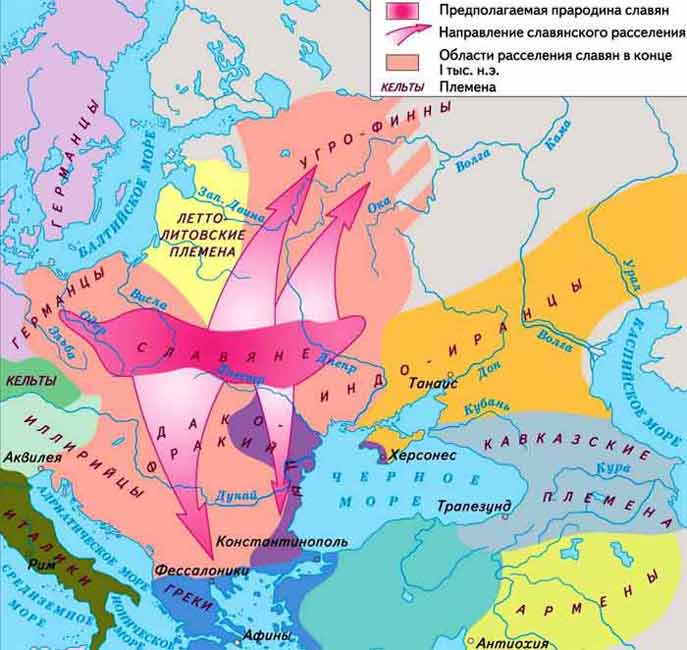 Предполагаемая прародина славян
Направление славянского расселения
Области расселения славян в конце
I тыс. н.э.
КЕЛЬТЫ Племена
ГЕРМАНЦЫ
БАЛТИЙСКОЕ МОРЕ
УГРО-ФИННЫ
Волга
Кама
Зап. Двина
Ока
ЛЕТТО-
ЛИТОВСКИЕ
ПЛЕМЕНА
ГЕРМАНЦЫ
Висла
Одер
Эльба
СЛАВЯНЕ
Днепр
Днестр
ИНДО-ИРАНЦЫ
Урал
Волга
КАСПИЙСКОЕ МОРЕ
Танаис
Дон
Кубань
КЕЛЬТЫ
ИЛЛИРИЙЦЫ
ДАКО-
ФРАКИЙЦЫ
Аквилея
Херсонес
КАВКАЗСКИЕ
ПЛЕМЕНА
Кура
ЧЕРНОЕ
МОРЕ
Трапезунд
Дунай
АДРИАТИЧЕСКОЕ МОРЕ
ИТАЛИКИ
Рим
Константинополь
Фессалоники
ГРЕКИ
СРЕДИЗЕМНОЕ
МОРЕ
ИОНИЧЕСКОЕ
МОРЕ
Афины
АРМЕНЫ
Антиохия